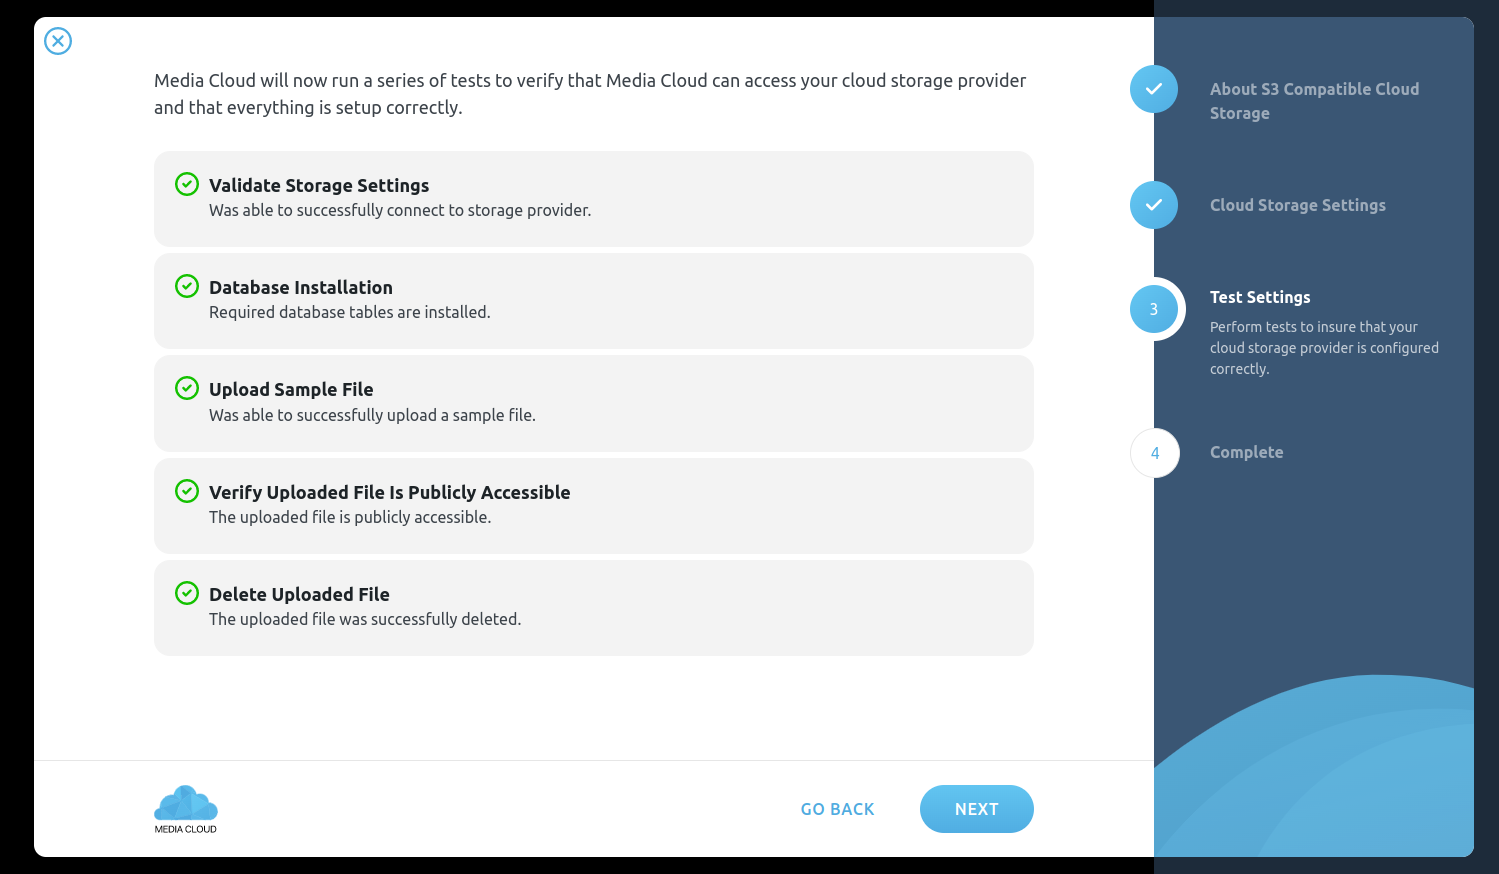 Media Cloud will now run a series of tests to verify that Media Cloud can access your cloud storage provider
and that everything is setup correctly.
Validate Storage Settings
Was able to successfully connect to storage provider.
Database Installation
Required database tables are installed.
Upload Sample File
Was able to successfully upload a sample file.
Verify Uploaded File Is Publicly Accessible
The uploaded file is publicly accessible.
Delete Uploaded File
The uploaded file was successfully deleted.
MEDIA CLOUD
GO BACK
NEXT
About S3 Compatible Cloud
Storage
Cloud Storage Settings
3
Test Settings
Perform tests to insure that your
cloud storage provider is configured
correctly.
4
Complete